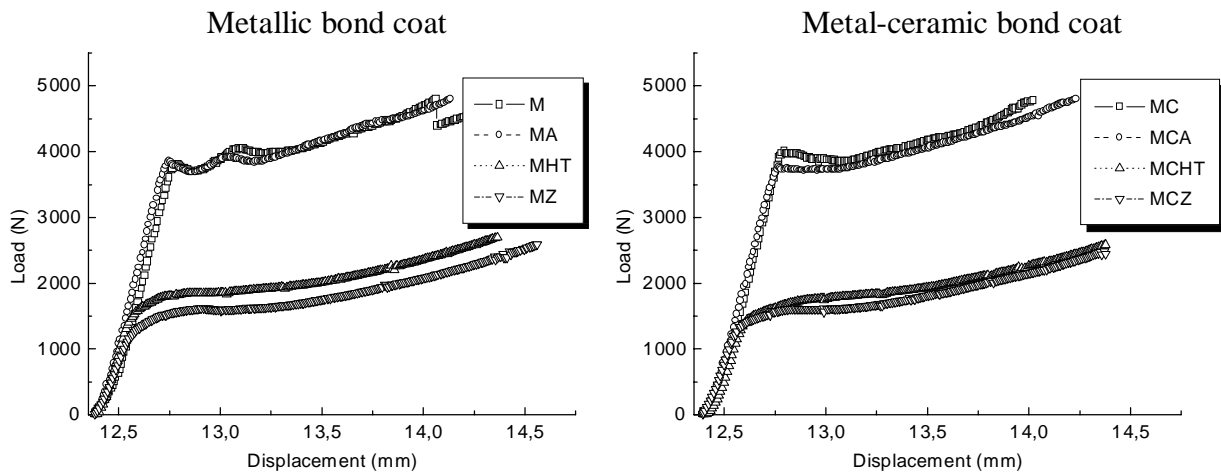 Metallic bond coat
5000
4000
3000
2000
1000
0
Load (N)
12,5 13,0 13,5 14,0 14,5
Displacement (mm)
M
MA
MHT
MZ
Metal-ceramic bond coat
5000
4000
3000
2000
1000
0
Load (N)
12,5 13,0 13,5 14,0 14,5
Displacement (mm)
MC
MCA
MCHT
MCZ